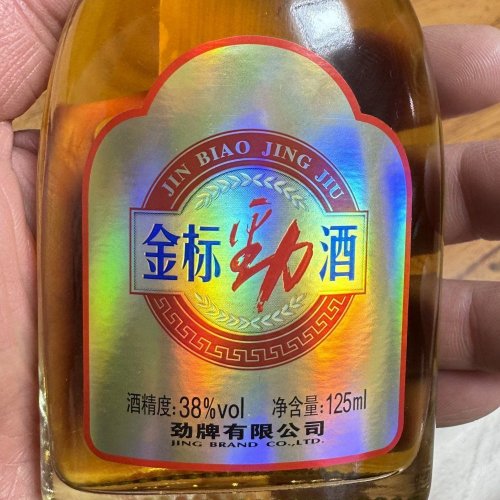 JIN BIAO JING JIU
金标劲酒
酒精度:38%vol 净含量:125ml
劲牌有限公司
JING BRAND CO.,LTD.